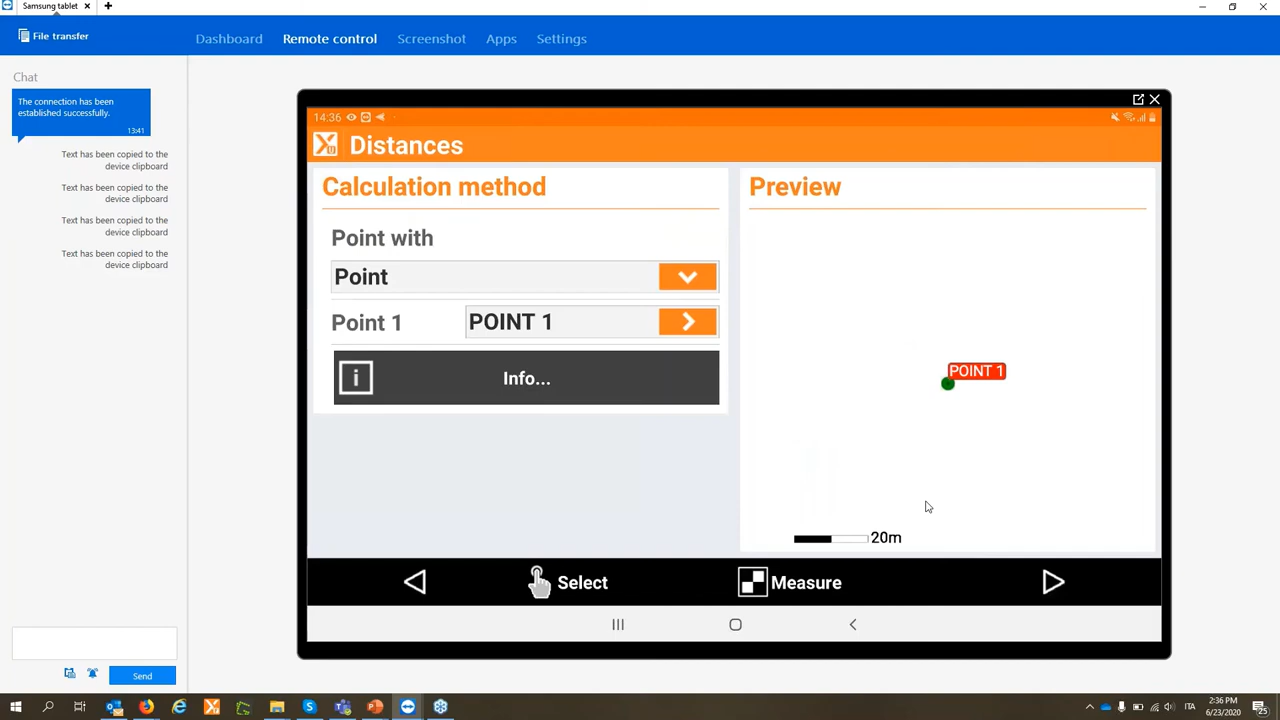 Samsung tablet
File transfer
Dashboard Remote control Screenshot Apps Settings
Chat
The connection has been
established successfully.
13:41
Text has been copied to the
device clipboard
Text has been copied to the
device clipboard
Text has been copied to the
device clipboard
Text has been copied to the
device clipboard
Send
14:36
Distances
Calculation method
Point with
Point
Point 1 POINT 1
Info...
Preview
POINT 1
20m
Select Measure
ITA
2:36 PM
6/23/2020
25